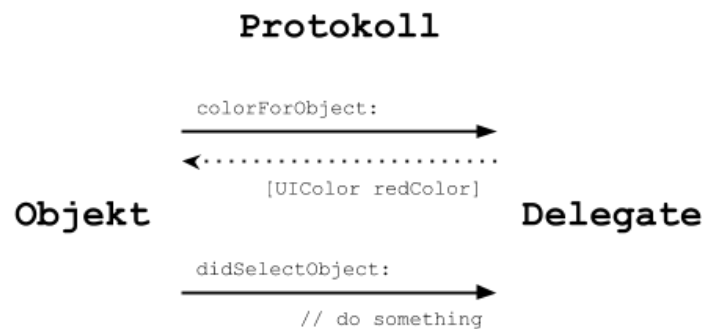 Protokoll
colorForObject:
[UIColor redColor]
Objekt
Delegate
didSelectObject:
// do something